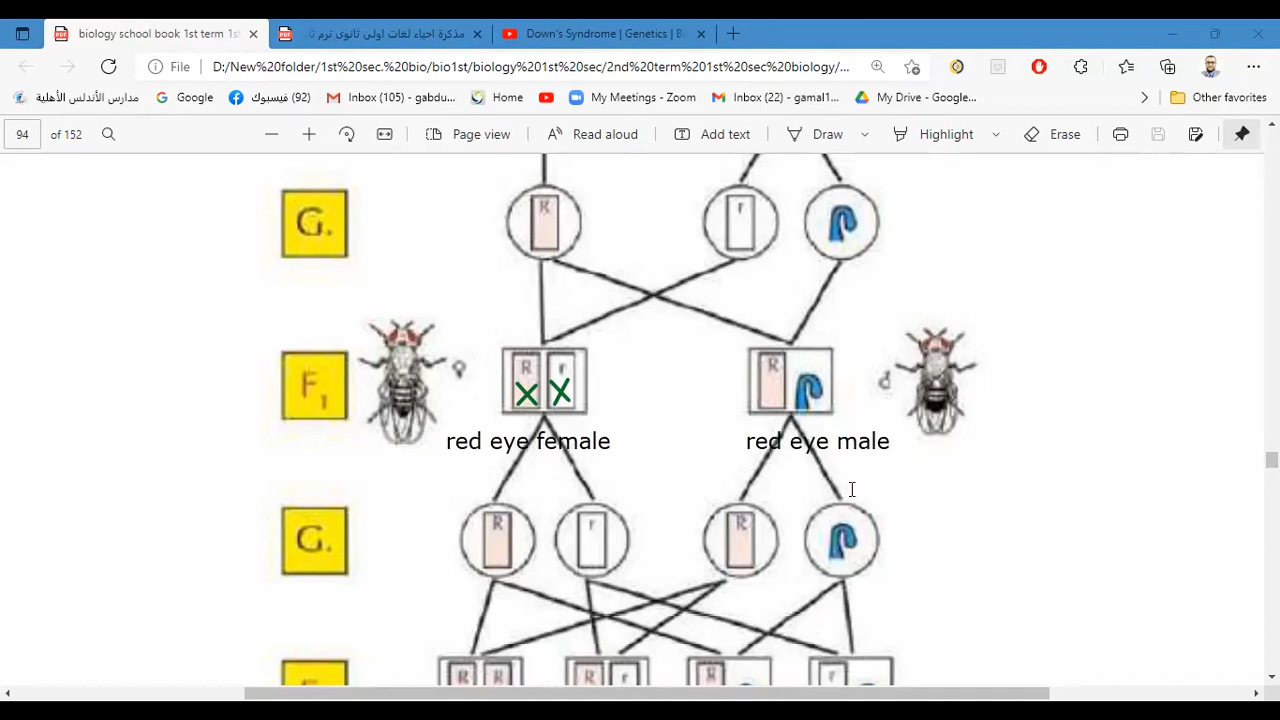 biology school book 1st term 1st
مذكرة احياء لغات اولى ثانوى ترم ثا
Down's Syndrome | Genetics | B
File
D:/New%20folder/1st%20sec.%20bio/bio1st/biology%201st%20sec/2nd%20term%201st%20sec%20biology/...
مدارس الأندلس الأهلية
Google
فيسبوك (92)
Inbox (105) - gabdu...
Home
My Meetings - Zoom
Inbox (22) - gamal1...
My Drive - Google...
Other favorites
94 of 152
Page view
Read aloud
Add text
Draw
Highlight
Erase
G. R r
F1 ♀ R r R ♂
X X
red eye female red eye male
G. R r R
R R R r R r